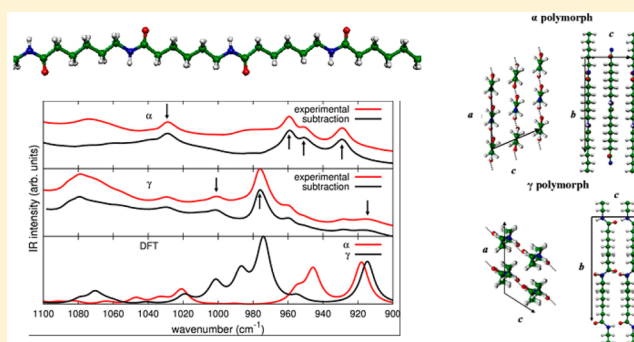 α polymorph
c
b
a
c
γ polymorph
c
a
b
c
experimental
subtraction
α
experimental
subtraction
γ
DFT
α
γ
IR intensity (arb. units)
1100 1080 1060 1040 1020 1000 980 960 940 920 900
wavenumber (cm⁻¹)